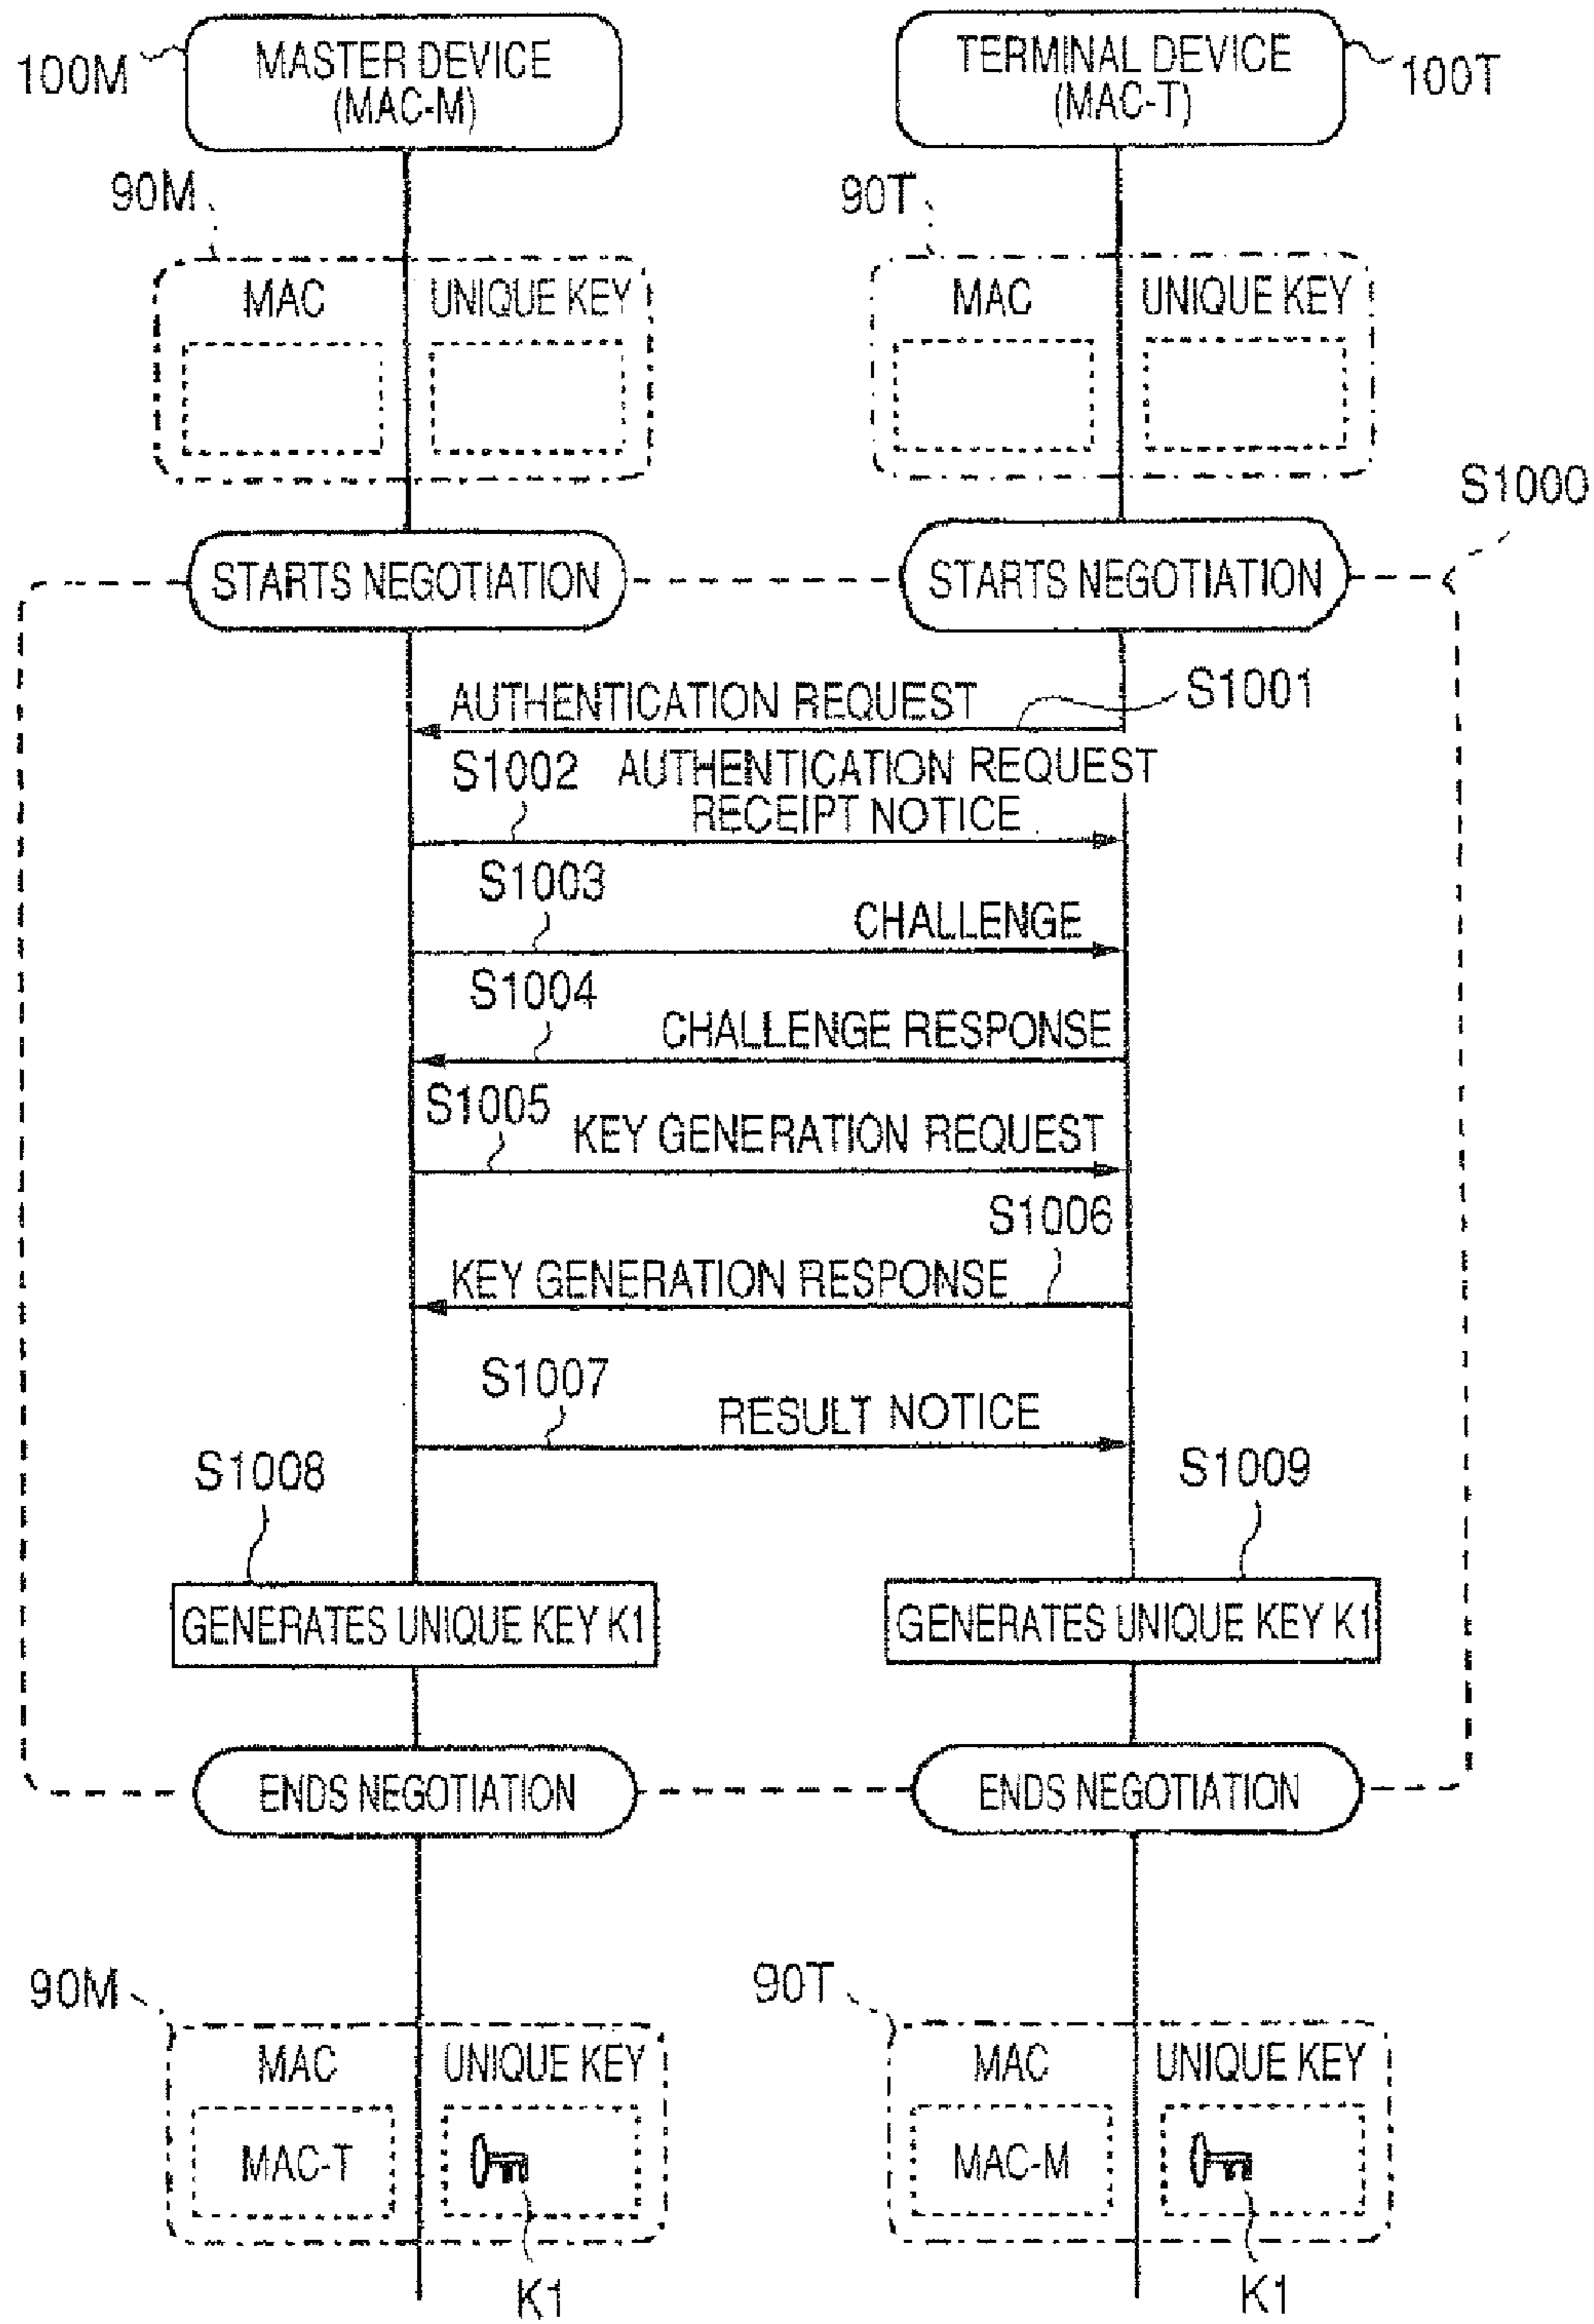 100M
MASTER DEVICE
(MAC-M)
TERMINAL DEVICE
(MAC-T)
100T
90M
90T
MAC
UNIQUE KEY
MAC
UNIQUE KEY
S1000
STARTS NEGOTIATION
STARTS NEGOTIATION
AUTHENTICATION REQUEST
S1001
S1002
AUTHENTICATION REQUEST
RECEIPT NOTICE
S1003
CHALLENGE
S1004
CHALLENGE RESPONSE
S1005
KEY GENERATION REQUEST
S1006
KEY GENERATION RESPONSE
S1007
RESULT NOTICE
S1008
S1009
GENERATES UNIQUE KEY K1
GENERATES UNIQUE KEY K1
ENDS NEGOTIATION
ENDS NEGOTIATION
90M
90T
MAC
UNIQUE KEY
MAC
UNIQUE KEY
MAC-T
MAC-M
K1
K1